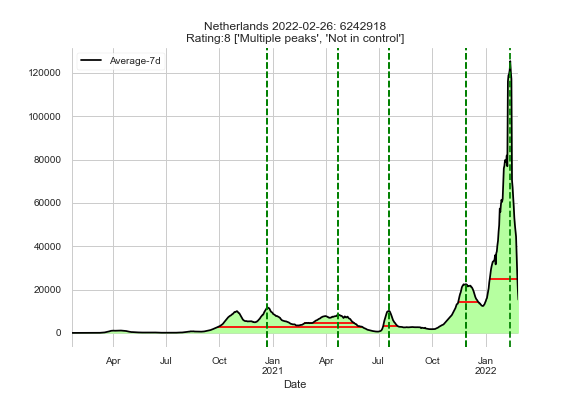 Netherlands 2022-02-26: 6242918
Rating:8 ['Multiple peaks', 'Not in control']
Average-7d
120000
100000
80000
60000
40000
20000
0
Apr Jul Oct Jan Apr Jul Oct Jan
2021 2022
Date